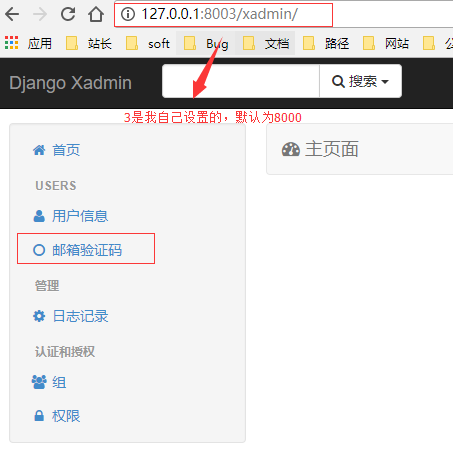 127.0.0.1:8003/xadmin/
应用 站长 soft Bug 文档 路径 网站 公
Django Xadmin 搜索
3是我自己设置的，默认为8000
首页
主页面
USERS
用户信息
邮箱验证码
管理
日志记录
认证和授权
组
权限